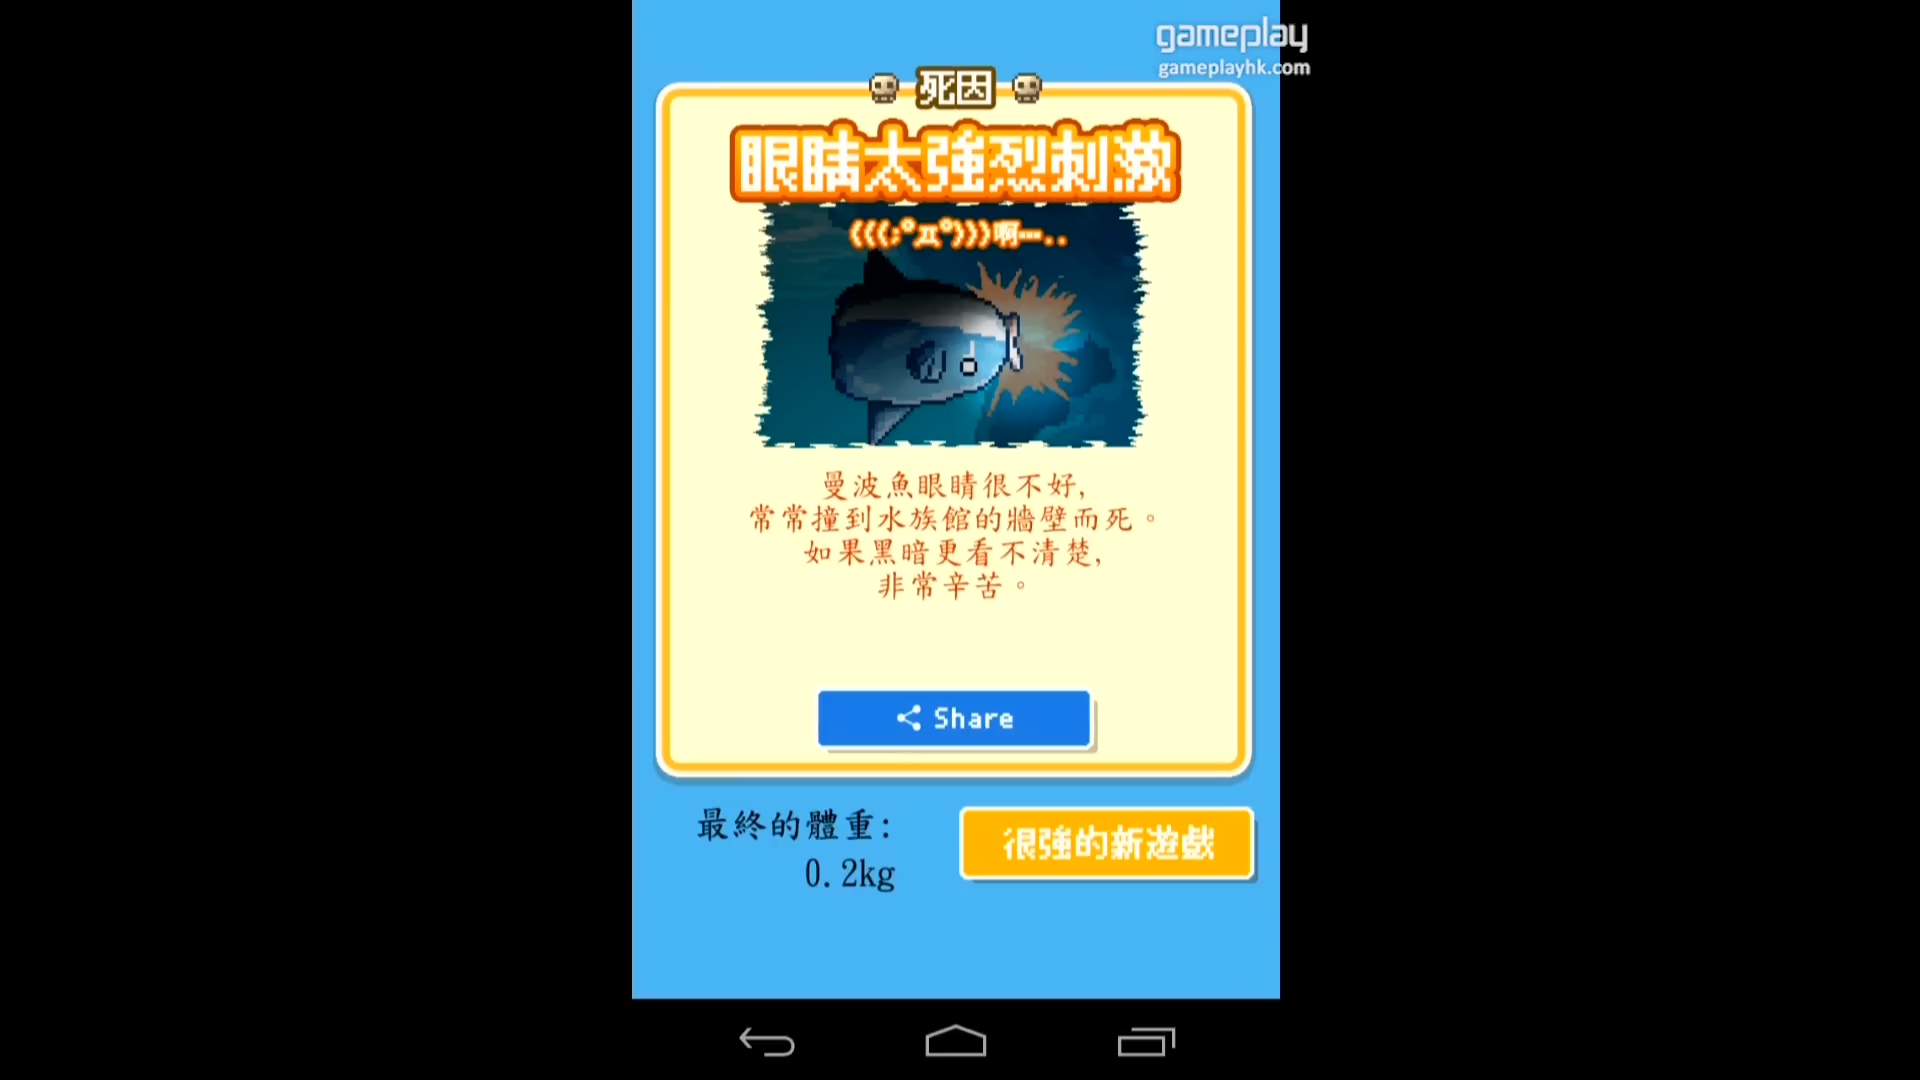 gameplay
gameplayhk.com
死因
眼睛太強烈刺激
(((;°д°)))啊…..
曼波魚眼睛很不好,
常常撞到水族館的牆壁而死。
如果黑暗更看不清楚,
非常辛苦。
Share
最終的體重:
0.2kg
很強的新遊戲